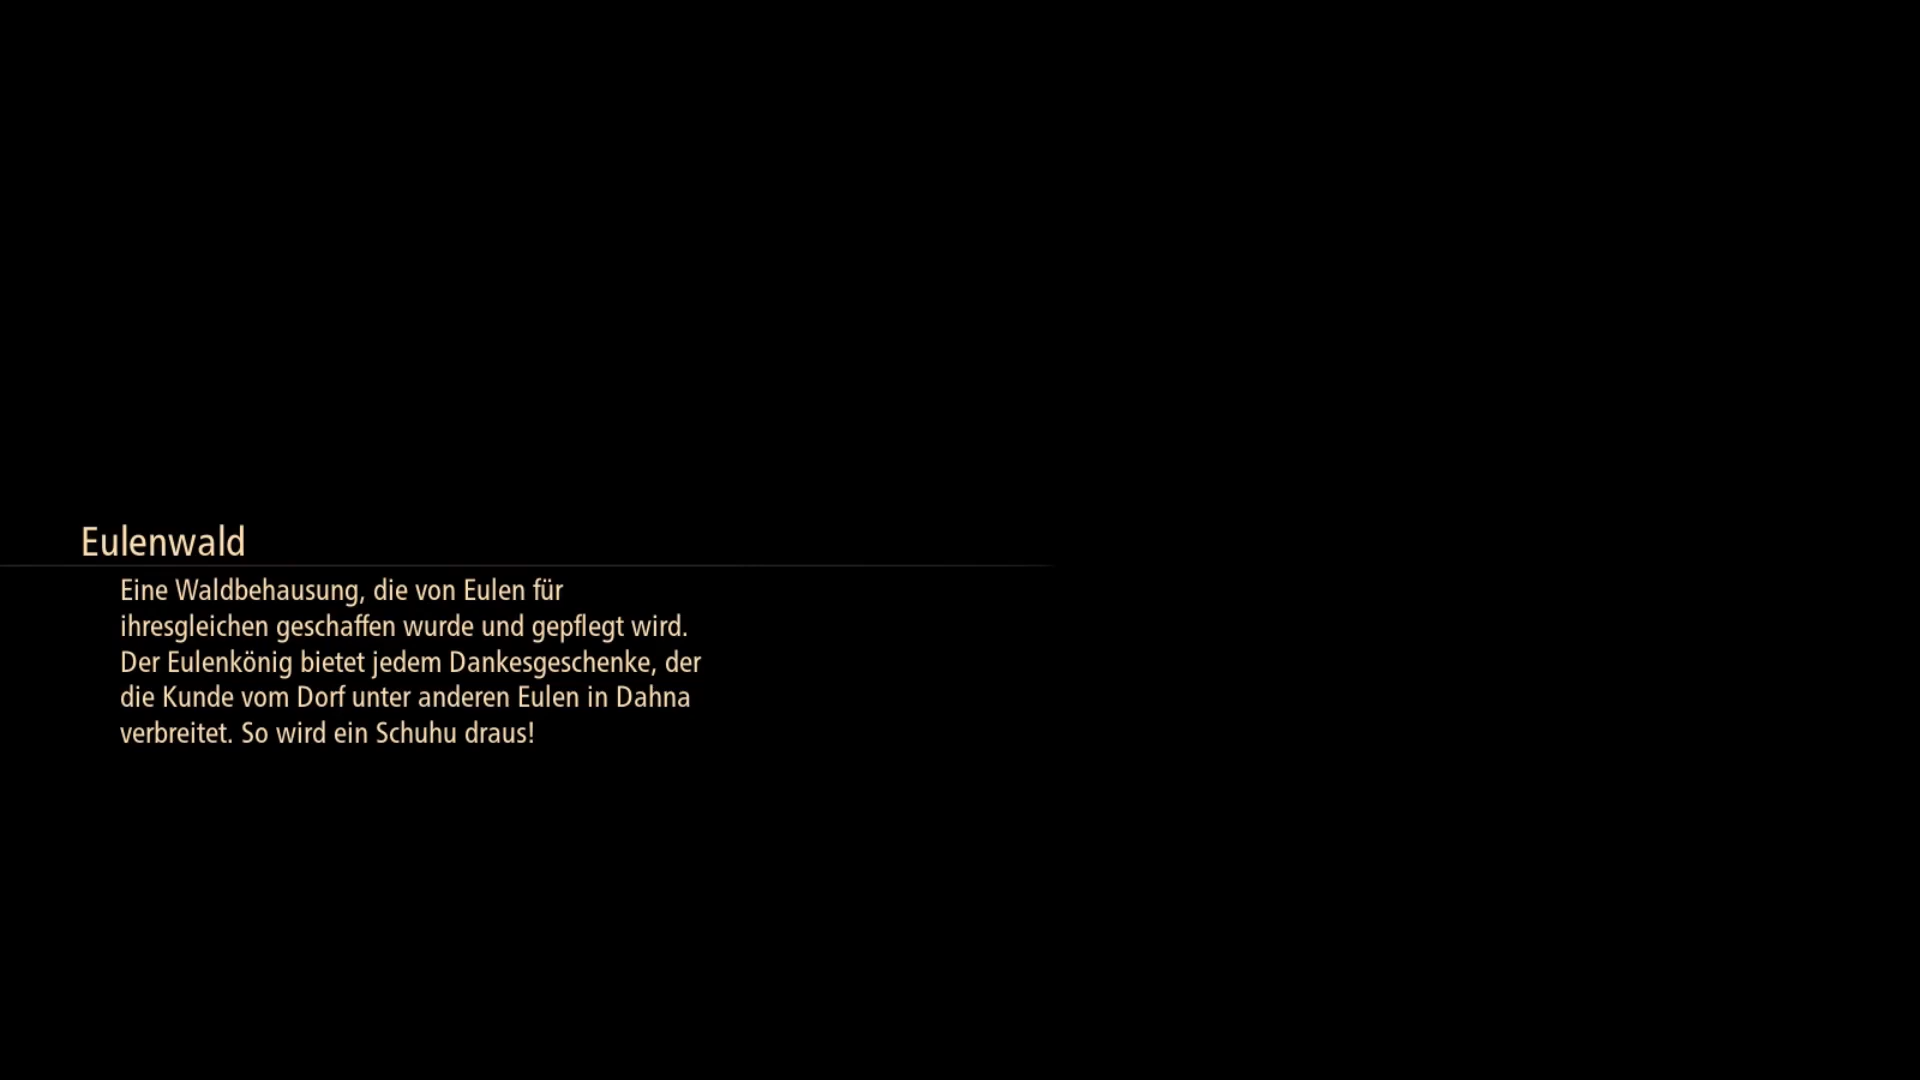 Eulenwald
Eine Waldbehausung, die von Eulen für
ihresgleichen geschaffen wurde und gepflegt wird.
Der Eulenkönig bietet jedem Dankesgeschenke, der
die Kunde vom Dorf unter anderen Eulen in Dahna
verbreitet. So wird ein Schuhu draus!